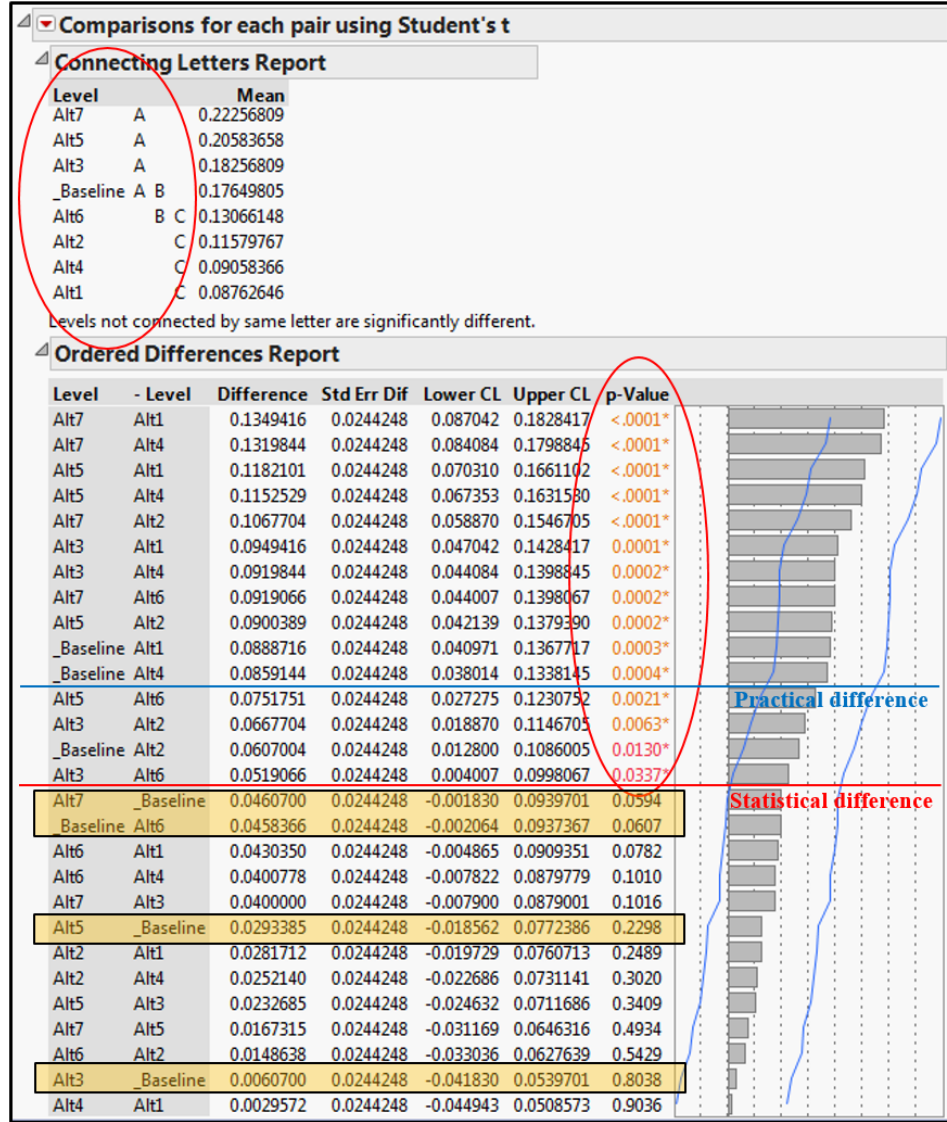 Comparisons for each pair using Student's t
Connecting Letters Report
Level Mean
Alt7 A 0.22256809
Alt5 A 0.20583658
Alt3 A 0.18256809
_Baseline A B 0.17649805
Alt6 B C 0.13066148
Alt2 C 0.11579767
Alt4 C 0.09058366
Alt1 C 0.08762646
Levels not connected by same letter are significantly different.
Ordered Differences Report
Level - Level Difference Std Err Dif Lower CL Upper CL p-Value
Alt7 Alt1 0.1349416 0.0244248 0.087042 0.1828417 <.0001*
Alt7 Alt4 0.1319844 0.0244248 0.084084 0.1798845 <.0001*
Alt5 Alt1 0.1182101 0.0244248 0.070310 0.1661102 <.0001*
Alt5 Alt4 0.1152529 0.0244248 0.067353 0.1631530 <.0001*
Alt7 Alt2 0.1067704 0.0244248 0.058870 0.1546705 <.0001*
Alt3 Alt1 0.0949416 0.0244248 0.047042 0.1428417 0.0001*
Alt3 Alt4 0.0919844 0.0244248 0.044084 0.1398845 0.0002*
Alt7 Alt6 0.0919066 0.0244248 0.044007 0.1398067 0.0002*
Alt5 Alt2 0.0900389 0.0244248 0.042139 0.1379390 0.0002*
_Baseline Alt1 0.0888716 0.0244248 0.040971 0.1367717 0.0003*
_Baseline Alt4 0.0859144 0.0244248 0.038014 0.1338145 0.0004*
Alt5 Alt6 0.0751751 0.0244248 0.027275 0.1230752 0.0021* Practical difference
Alt3 Alt2 0.0667704 0.0244248 0.018870 0.1146705 0.0063*
_Baseline Alt2 0.0607004 0.0244248 0.012800 0.1086005 0.0130*
Alt3 Alt6 0.0519066 0.0244248 0.004007 0.0998067 0.0337*
Alt7 _Baseline 0.0460700 0.0244248 -0.001830 0.0939701 0.0594 Statistical difference
_Baseline Alt6 0.0458366 0.0244248 -0.002064 0.0937367 0.0607
Alt6 Alt1 0.0430350 0.0244248 -0.004865 0.0909351 0.0782
Alt6 Alt4 0.0400778 0.0244248 -0.007822 0.0879779 0.1010
Alt7 Alt3 0.0400000 0.0244248 -0.007900 0.0879001 0.1016
Alt5 _Baseline 0.0293385 0.0244248 -0.018562 0.0772386 0.2298
Alt2 Alt1 0.0281712 0.0244248 -0.019729 0.0760713 0.2489
Alt2 Alt4 0.0252140 0.0244248 -0.022686 0.0731141 0.3020
Alt5 Alt3 0.0232685 0.0244248 -0.024632 0.0711686 0.3409
Alt7 Alt5 0.0167315 0.0244248 -0.031169 0.0646316 0.4934
Alt6 Alt2 0.0148638 0.0244248 -0.033036 0.0627639 0.5429
Alt3 _Baseline 0.0060700 0.0244248 -0.041830 0.0539701 0.8038
Alt4 Alt1 0.0029572 0.0244248 -0.044943 0.0508573 0.9036